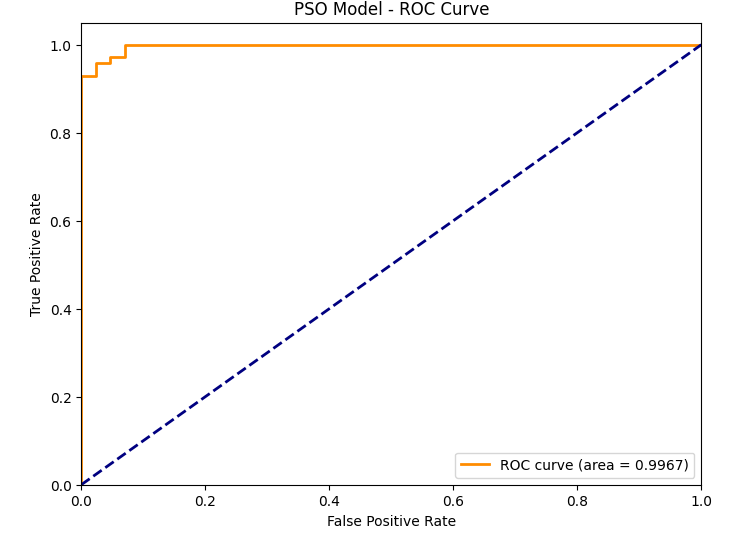 PSO Model - ROC Curve
1.0
0.8
0.6
0.4
0.2
0.0
True Positive Rate
ROC curve (area = 0.9967)
0.0 0.2 0.4 0.6 0.8 1.0
False Positive Rate